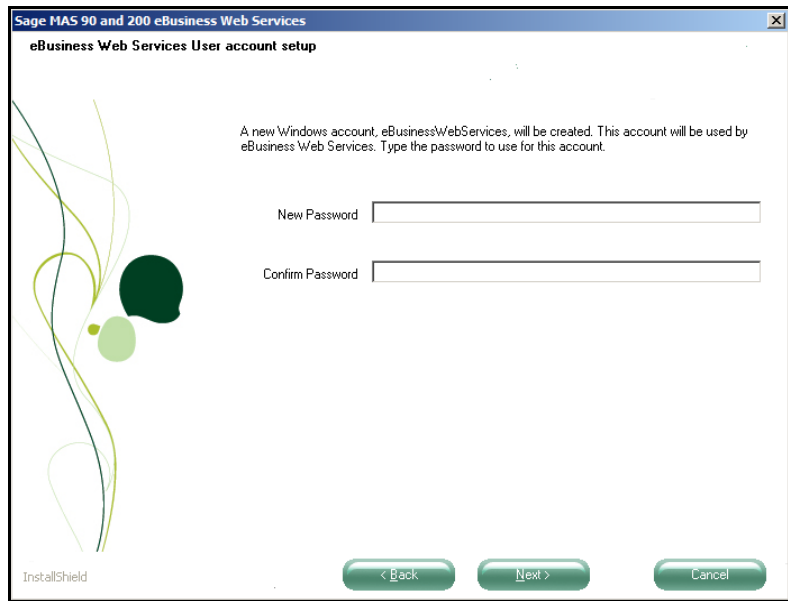 Sage MAS 90 and 200 eBusiness Web Services
eBusiness Web Services User account setup
A new Windows account, eBusinessWebServices, will be created. This account will be used by
eBusiness Web Services. Type the password to use for this account.
New Password
Confirm Password
InstallShield
< Back
Next >
Cancel